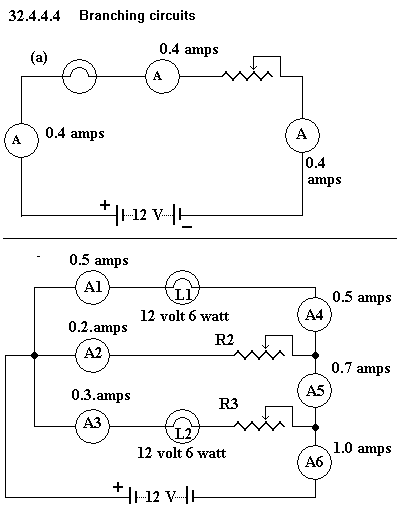 32.4.4.4 Branching circuits
(a)
0.4 amps
A
A
0.4 amps
A
0.4
amps
+ 12 V -
0.5 amps
A1
L1
0.5 amps
A4
12 volt 6 watt
0.2.amps
A2
R2
0.7 amps
A5
0.3.amps
A3
L2
R3
12 volt 6 watt
1.0 amps
A6
+ 12 V